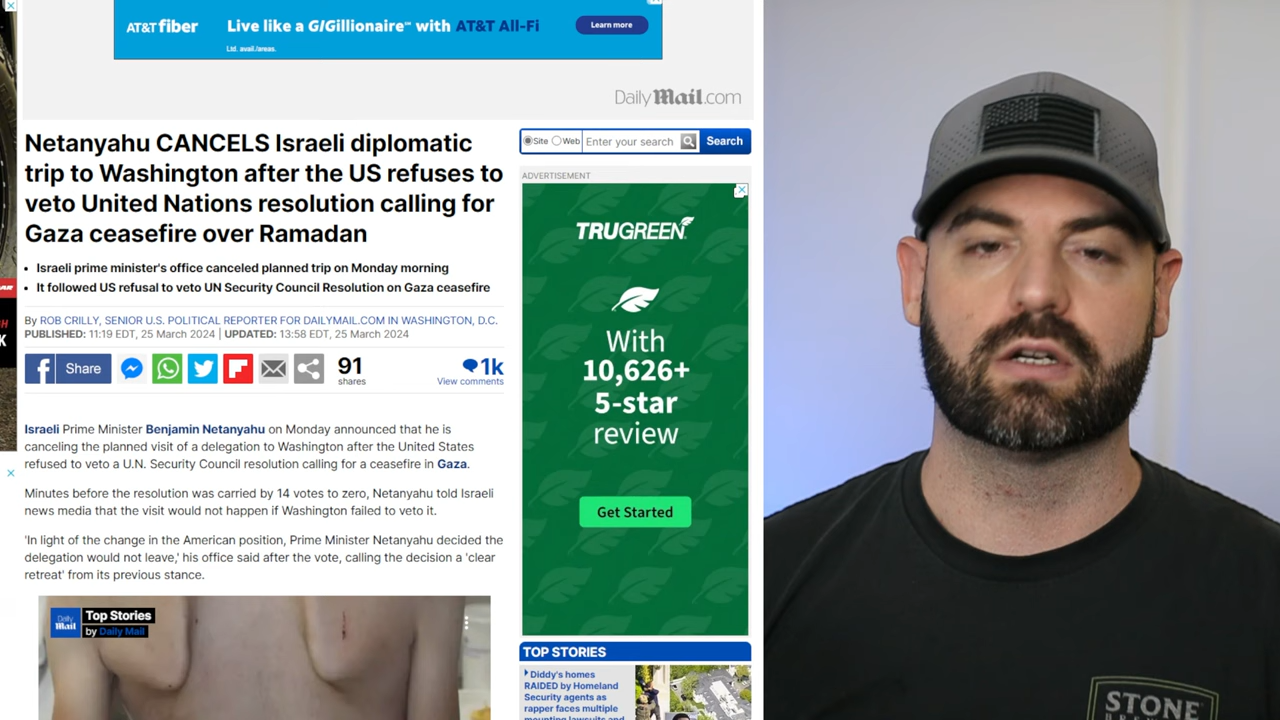 AT&T fiber
Live like a GIGillionaire℠ with AT&T All-Fi
Learn more
Ltd. avail./areas.
Daily Mail.com
Netanyahu CANCELS Israeli diplomatic
trip to Washington after the US refuses to
veto United Nations resolution calling for
Gaza ceasefire over Ramadan
Israeli prime minister's office canceled planned trip on Monday morning
It followed US refusal to veto UN Security Council Resolution on Gaza ceasefire
By ROB CRILLY, SENIOR U.S. POLITICAL REPORTER FOR DAILYMAIL.COM IN WASHINGTON, D.C.
PUBLISHED: 11:19 EDT, 25 March 2024 | UPDATED: 13:58 EDT, 25 March 2024
Share
91
shares
1k
View comments
Israeli Prime Minister Benjamin Netanyahu on Monday announced that he is
canceling the planned visit of a delegation to Washington after the United States
refused to veto a U.N. Security Council resolution calling for a ceasefire in Gaza.
Minutes before the resolution was carried by 14 votes to zero, Netanyahu told Israeli
news media that the visit would not happen if Washington failed to veto it.
'In light of the change in the American position, Prime Minister Netanyahu decided the
delegation would not leave,' his office said after the vote, calling the decision a 'clear
retreat' from its previous stance.
Daily Mail
Top Stories
by Daily Mail
Site Web Enter your search Search
ADVERTISEMENT
TRUGREEN
With
10,626+
5-star
review
Get Started
TOP STORIES
Diddy's homes
RAIDED by Homeland
Security agents as
rapper faces multiple
mounting lawsuits and
STONE